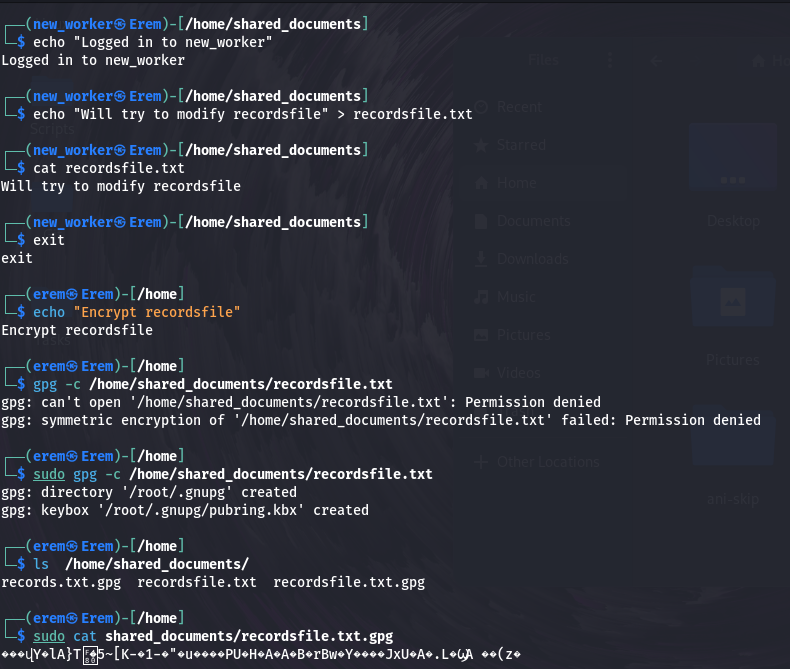 ┌──(new_worker㉿Erem)-[/home/shared_documents]
└─$ echo "Logged in to new_worker"
Logged in to new_worker
┌──(new_worker㉿Erem)-[/home/shared_documents]
└─$ echo "Will try to modify recordsfile" > recordsfile.txt
┌──(new_worker㉿Erem)-[/home/shared_documents]
└─$ cat recordsfile.txt
Will try to modify recordsfile
┌──(new_worker㉿Erem)-[/home/shared_documents]
└─$ exit
exit
┌──(erem㉿Erem)-[/home]
└─$ echo "Encrypt recordsfile"
Encrypt recordsfile
┌──(erem㉿Erem)-[/home]
└─$ gpg -c /home/shared_documents/recordsfile.txt
gpg: can't open '/home/shared_documents/recordsfile.txt': Permission denied
gpg: symmetric encryption of '/home/shared_documents/recordsfile.txt' failed: Permission denied
┌──(erem㉿Erem)-[/home]
└─$ sudo gpg -c /home/shared_documents/recordsfile.txt
gpg: directory '/root/.gnupg' created
gpg: keybox '/root/.gnupg/pubring.kbx' created
┌──(erem㉿Erem)-[/home]
└─$ ls  /home/shared_documents/
records.txt.gpg  recordsfile.txt  recordsfile.txt.gpg
┌──(erem㉿Erem)-[/home]
└─$ sudo cat shared_documents/recordsfile.txt.gpg
Files
Recent
Starred
Home
Documents
Downloads
Music
Pictures
Videos
Other Locations
Desktop
Pictures
ani-skip
Scripts